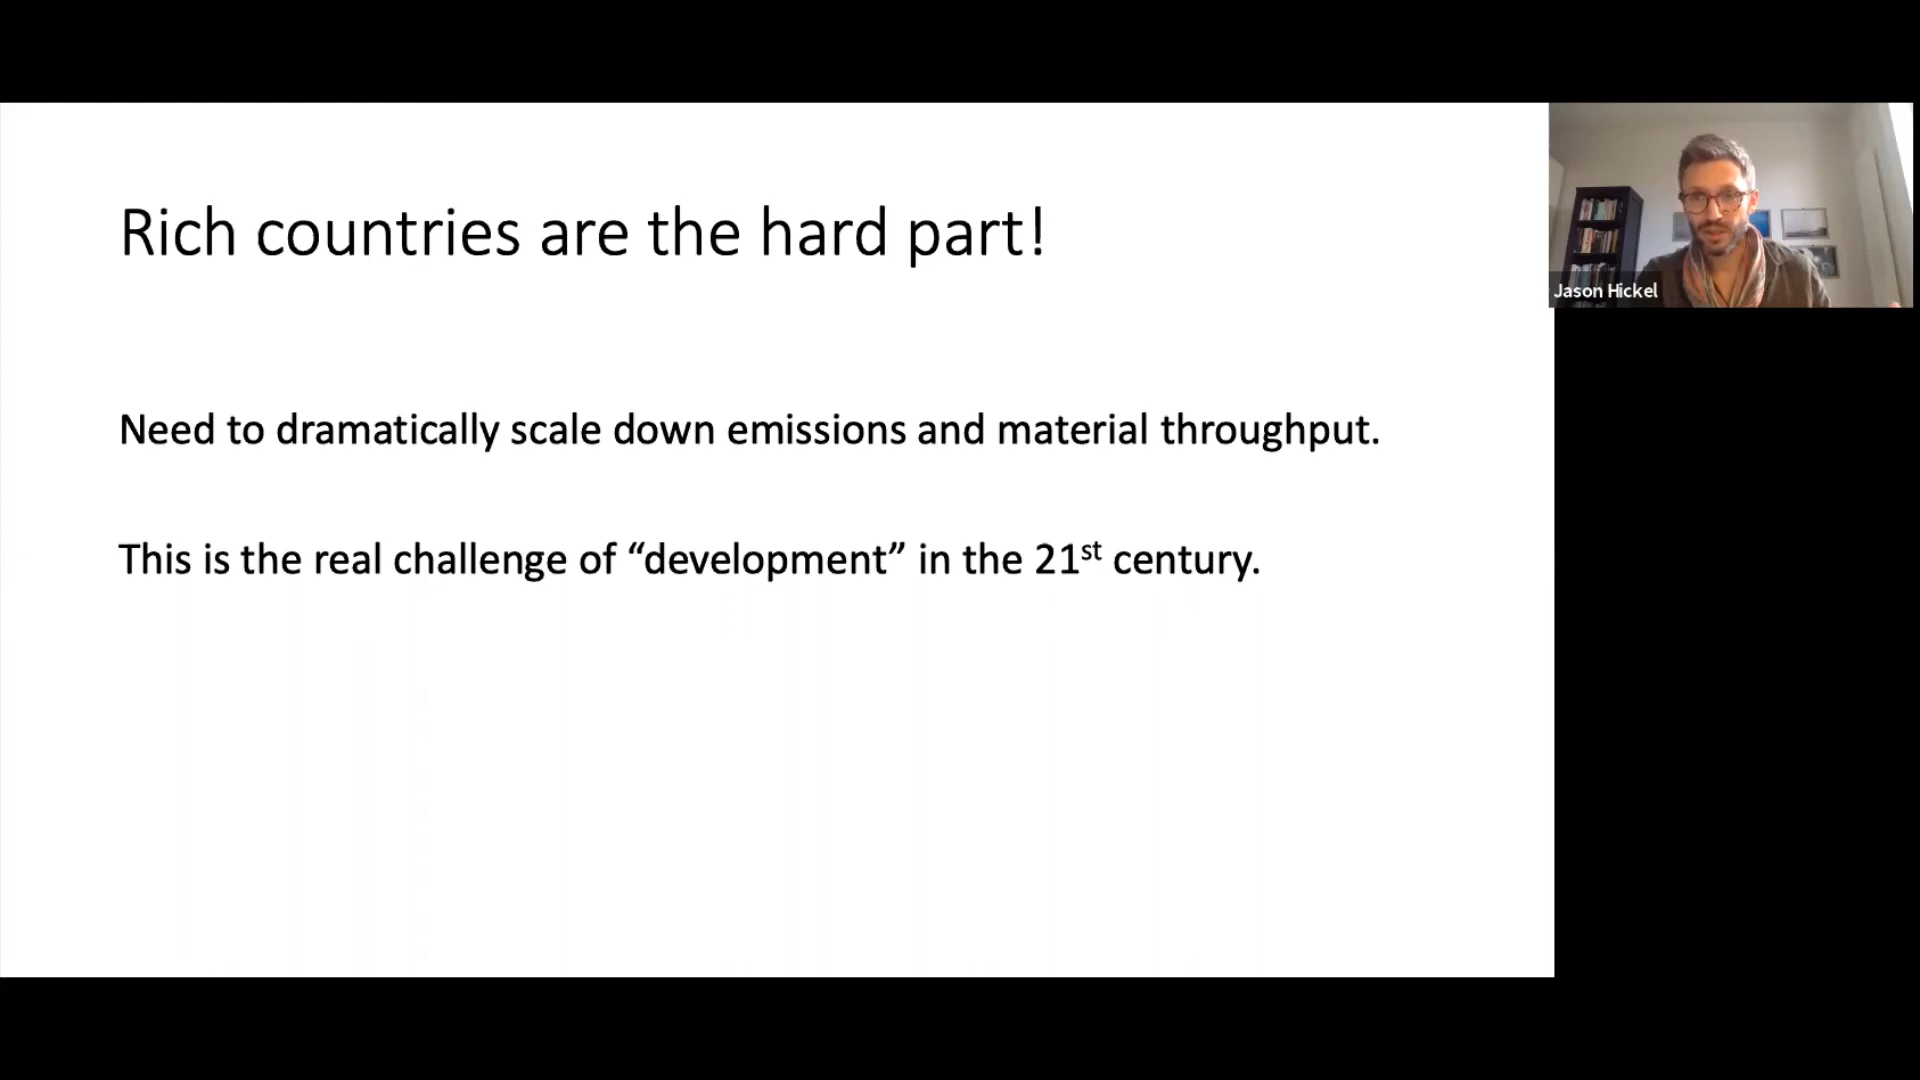 Rich countries are the hard part!
Jason Hickel
Need to dramatically scale down emissions and material throughput.
This is the real challenge of “development” in the 21st century.